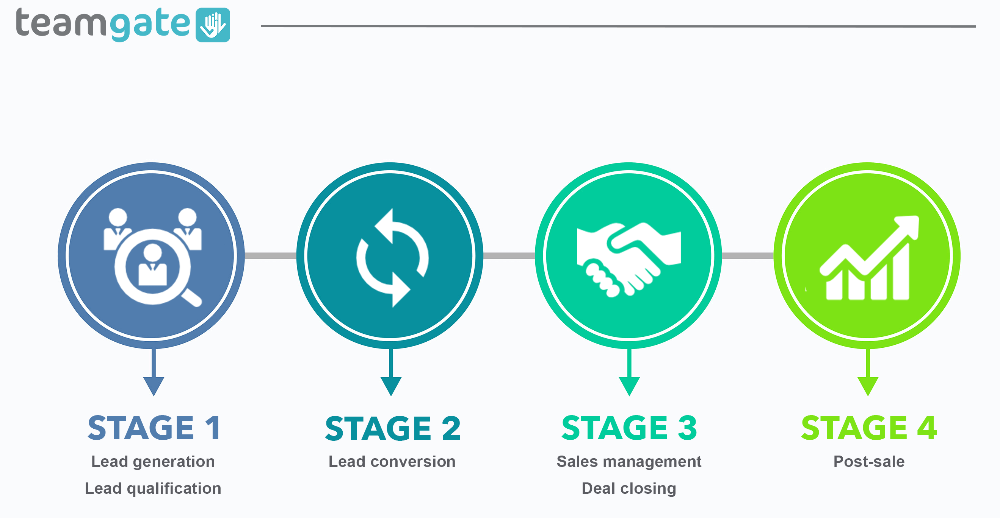 teamgate
STAGE 1
Lead generation
Lead qualification
STAGE 2
Lead conversion
STAGE 3
Sales management
Deal closing
STAGE 4
Post-sale